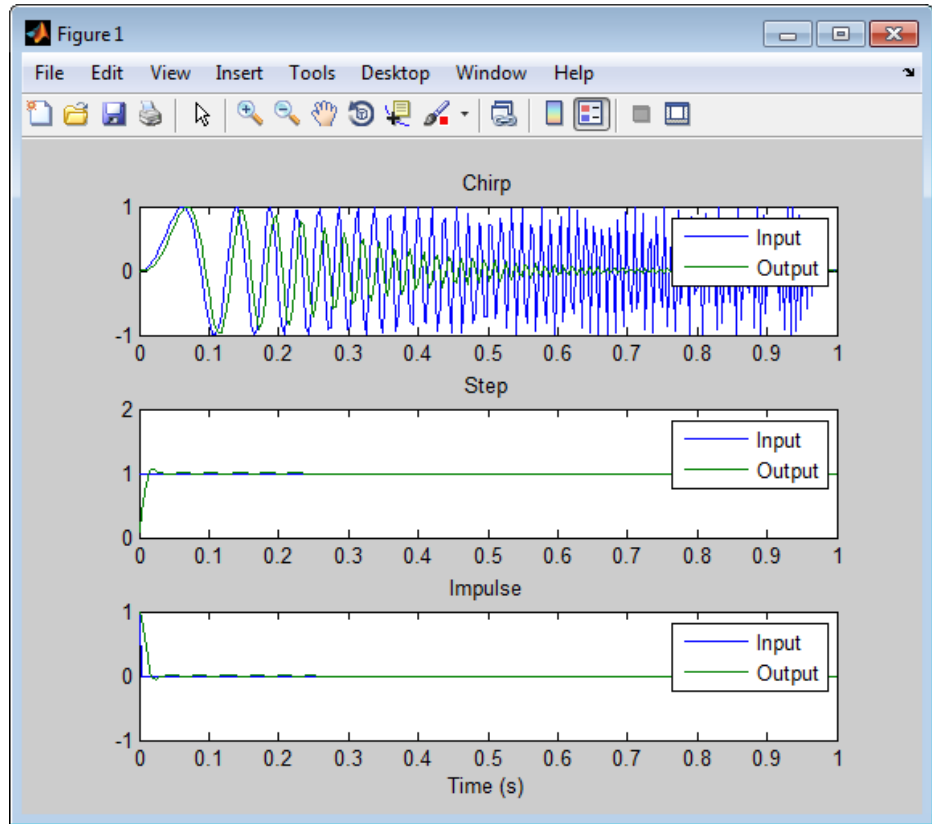 Figure 1
File Edit View Insert Tools Desktop Window Help
Chirp
1
0
-1
Input
Output
0 0.1 0.2 0.3 0.4 0.5 0.6 0.7 0.8 0.9 1
Step
2
1
0
Input
Output
0 0.1 0.2 0.3 0.4 0.5 0.6 0.7 0.8 0.9 1
Impulse
1
0
-1
Input
Output
0 0.1 0.2 0.3 0.4 0.5 0.6 0.7 0.8 0.9 1
Time (s)